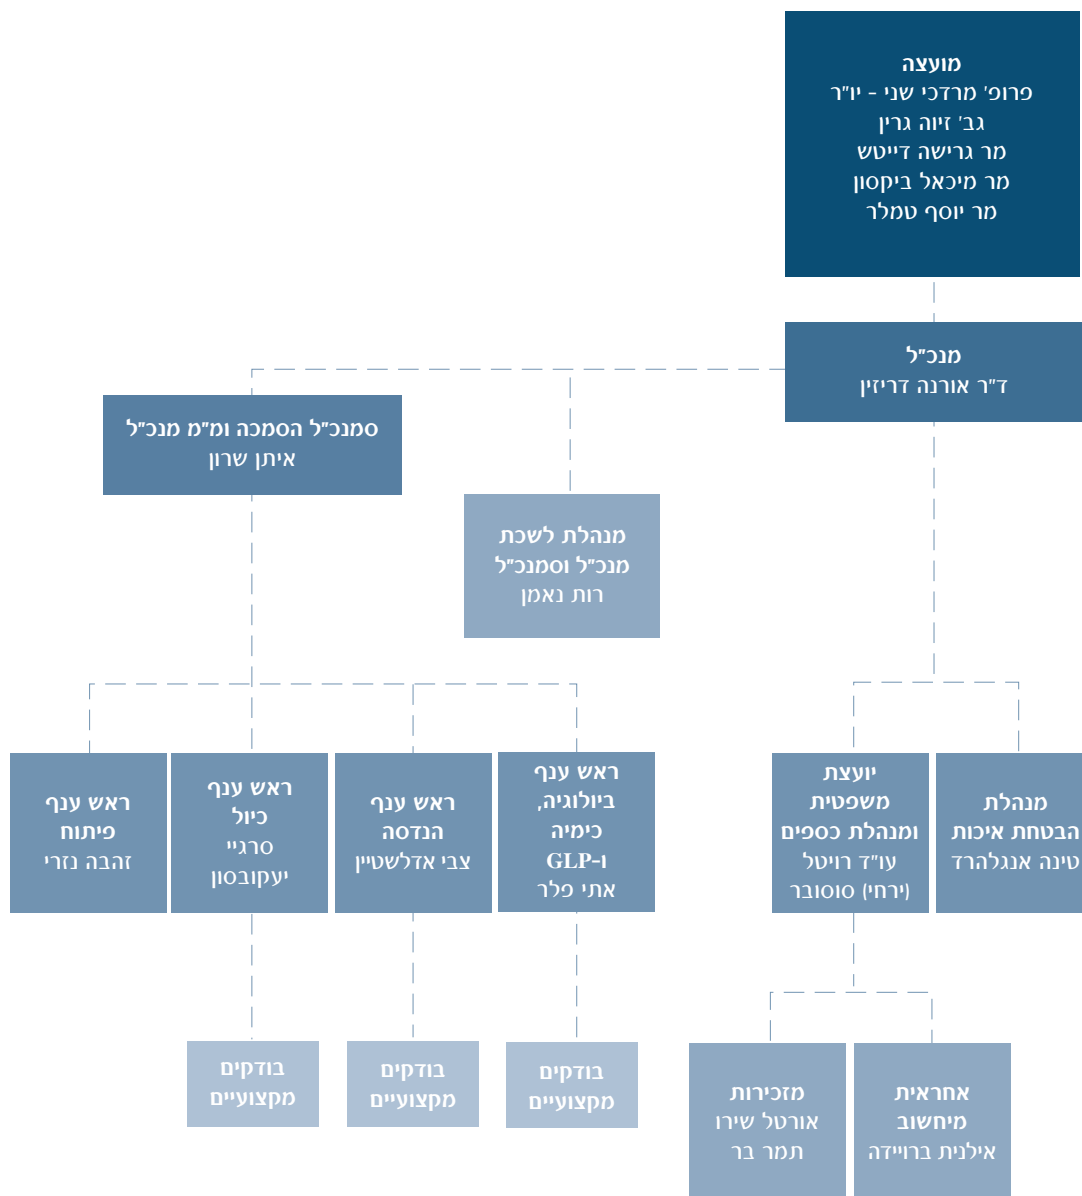 מועצה
פרופ' מרדכי שני - יו"ר
גב' זיוה גרין
מר גרישה דייטש
מר מיכאל ביקסון
מר יוסף טמלר
מנכ"ל
ד"ר אורנה דריזין
סמנכ"ל הסמכה ומ"מ מנכ"ל
איתן שרון
מנהלת לשכת
מנכ"ל וסמנכ"ל
רות נאמן
מנהלת
הבטחת איכות
טינה אנגלהרד
יועצת
משפטית
ומנהלת כספים
עו"ד רויטל
(ירחי) סוסובר
ראש ענף
ביולוגיה,
כימיה
ו-GLP
אתי פלר
ראש ענף
הנדסה
צבי אדלשטיין
ראש ענף
כיול
סרגיי
יעקובסון
ראש ענף
פיתוח
זהבה נזרי
אחראית
מיחשוב
אילנית ברויידה
מזכירות
אורטל שירו
תמר בר
בודקים
מקצועיים
בודקים
מקצועיים
בודקים
מקצועיים